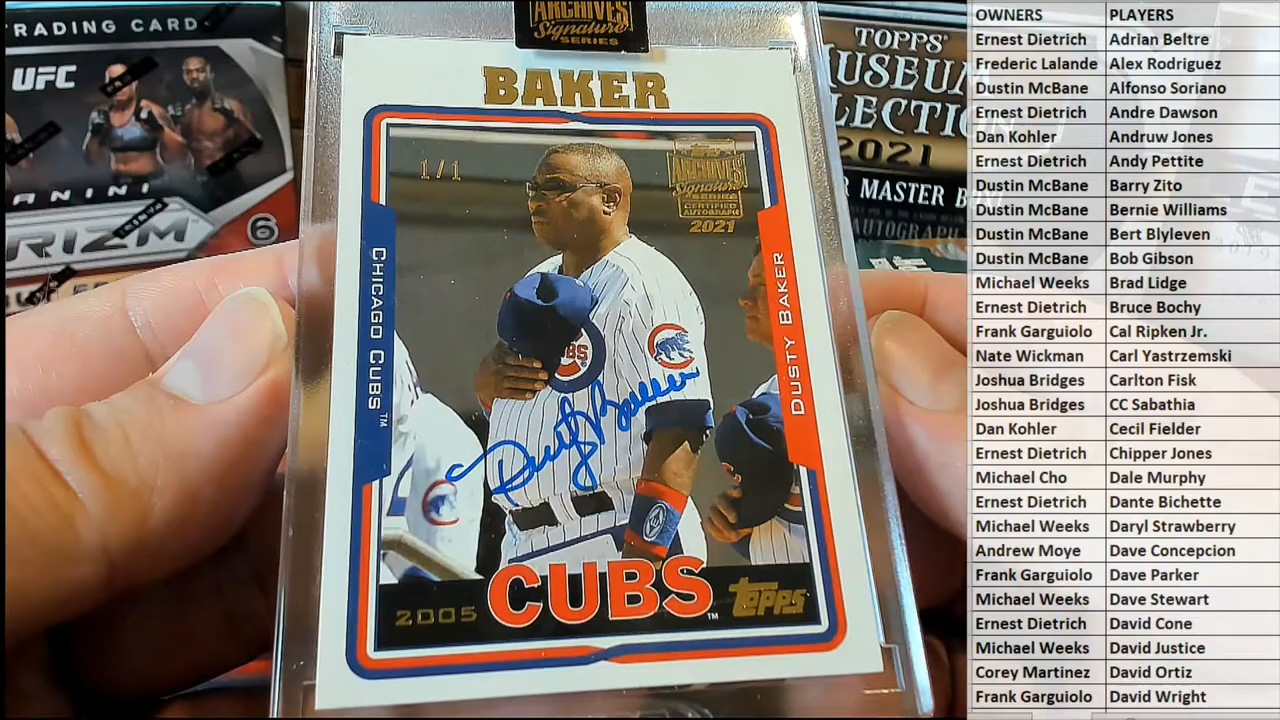 TRADING CARD
UFC
PANINI
PRIZM
6
ARCHIVES
Signature
SERIES
BAKER
1/1
ARCHIVES
Signature
SERIES
CERTIFIED
AUTOGRAPH
2021
CHICAGO CUBS™
DUSTY BAKER
CUBS
Dusty Baker
2005
CUBS™
TOPPS
TOPPS®
MUSEUM
COLLECTION
2021
MASTER
AUTOGRAPH
OWNERS PLAYERS
Ernest Dietrich Adrian Beltre
Frederic Lalande Alex Rodriguez
Dustin McBane Alfonso Soriano
Ernest Dietrich Andre Dawson
Dan Kohler Andruw Jones
Ernest Dietrich Andy Pettite
Dustin McBane Barry Zito
Dustin McBane Bernie Williams
Dustin McBane Bert Blyleven
Dustin McBane Bob Gibson
Michael Weeks Brad Lidge
Ernest Dietrich Bruce Bochy
Frank Garguiolo Cal Ripken Jr.
Nate Wickman Carl Yastrzemski
Joshua Bridges Carlton Fisk
Joshua Bridges CC Sabathia
Dan Kohler Cecil Fielder
Ernest Dietrich Chipper Jones
Michael Cho Dale Murphy
Ernest Dietrich Dante Bichette
Michael Weeks Daryl Strawberry
Andrew Moye Dave Concepcion
Frank Garguiolo Dave Parker
Michael Weeks Dave Stewart
Ernest Dietrich David Cone
Michael Weeks David Justice
Corey Martinez David Ortiz
Frank Garguiolo David Wright